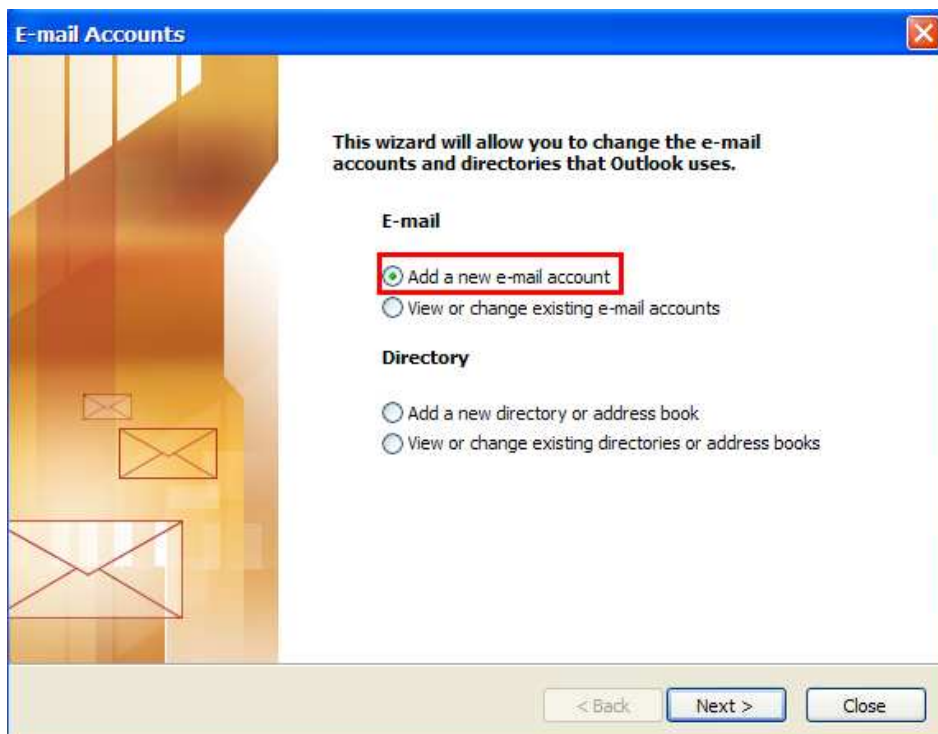 E-mail Accounts
This wizard will allow you to change the e-mail
accounts and directories that Outlook uses.
E-mail
Add a new e-mail account
View or change existing e-mail accounts
Directory
Add a new directory or address book
View or change existing directories or address books
< Back Next > Close